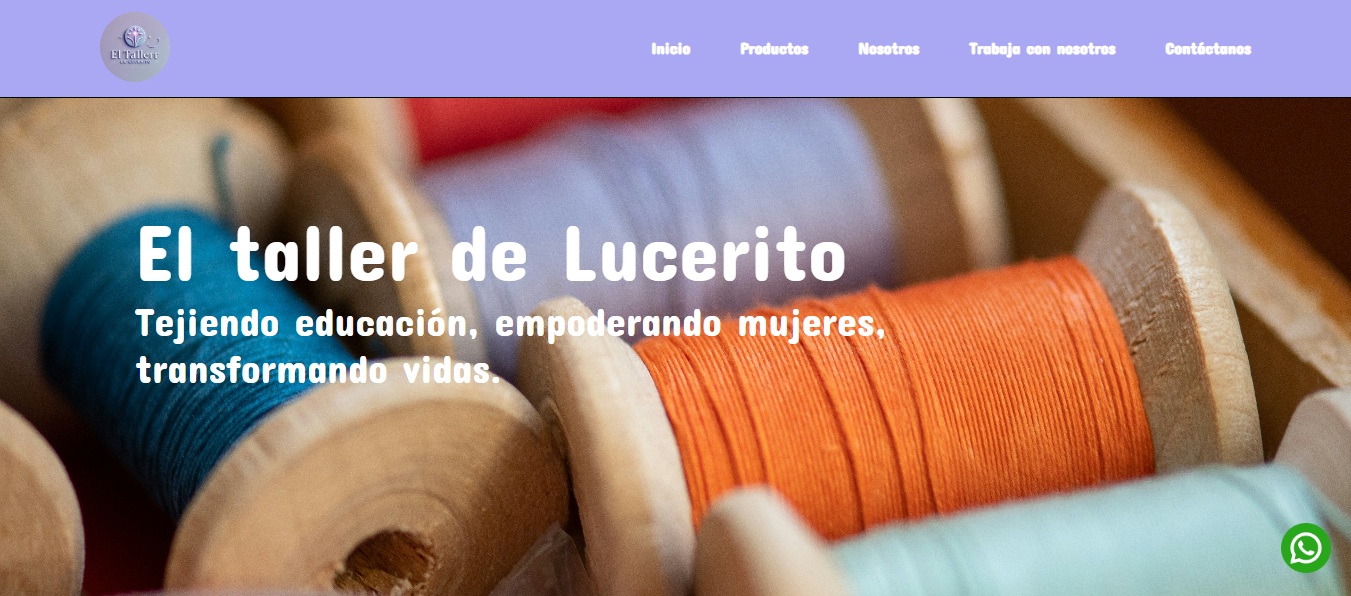 El Taller
Inicio
Productos
Nosotros
Trabaja con nosotros
Contáctanos
El taller de Lucerito
Tejiendo educación, empoderando mujeres,
transformando vidas.